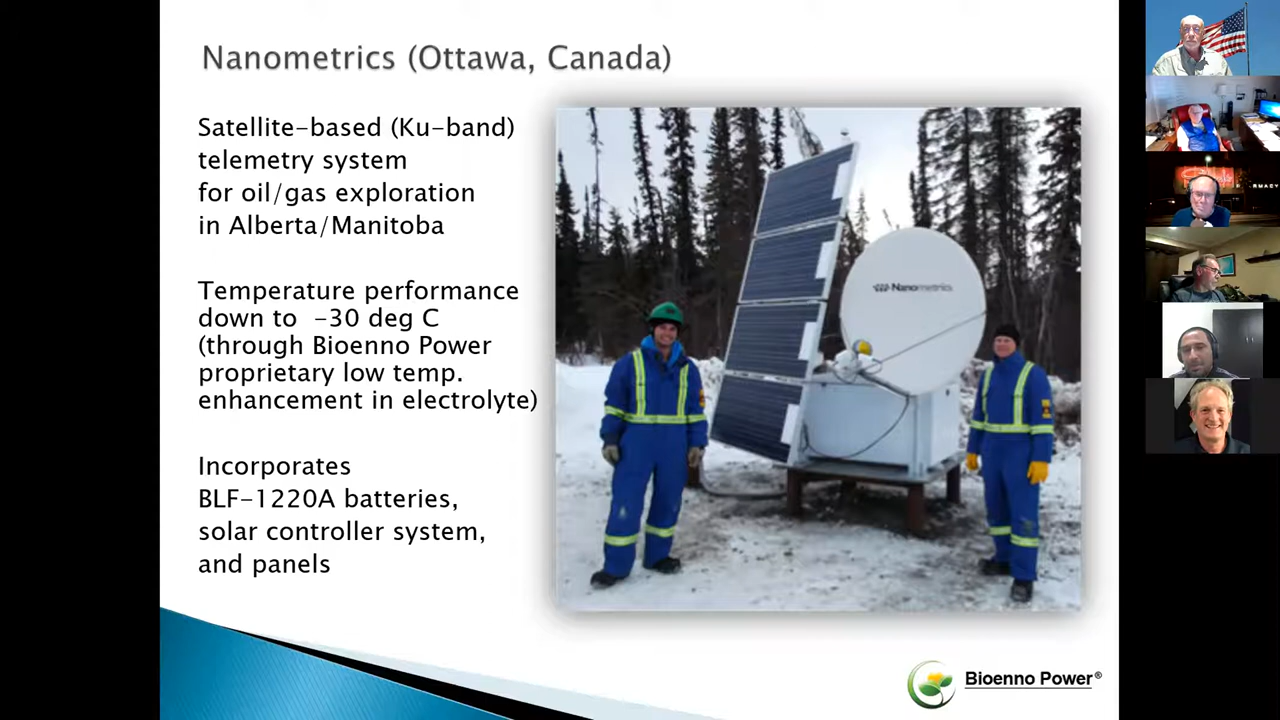 Nanometrics (Ottawa, Canada)
Satellite-based (Ku-band)
telemetry system
for oil/gas exploration
in Alberta/Manitoba
Temperature performance
down to -30 deg C
(through Bioenno Power
proprietary low temp.
enhancement in electrolyte)
Incorporates
BLF-1220A batteries,
solar controller system,
and panels
Nanometrics
Bioenno Power®